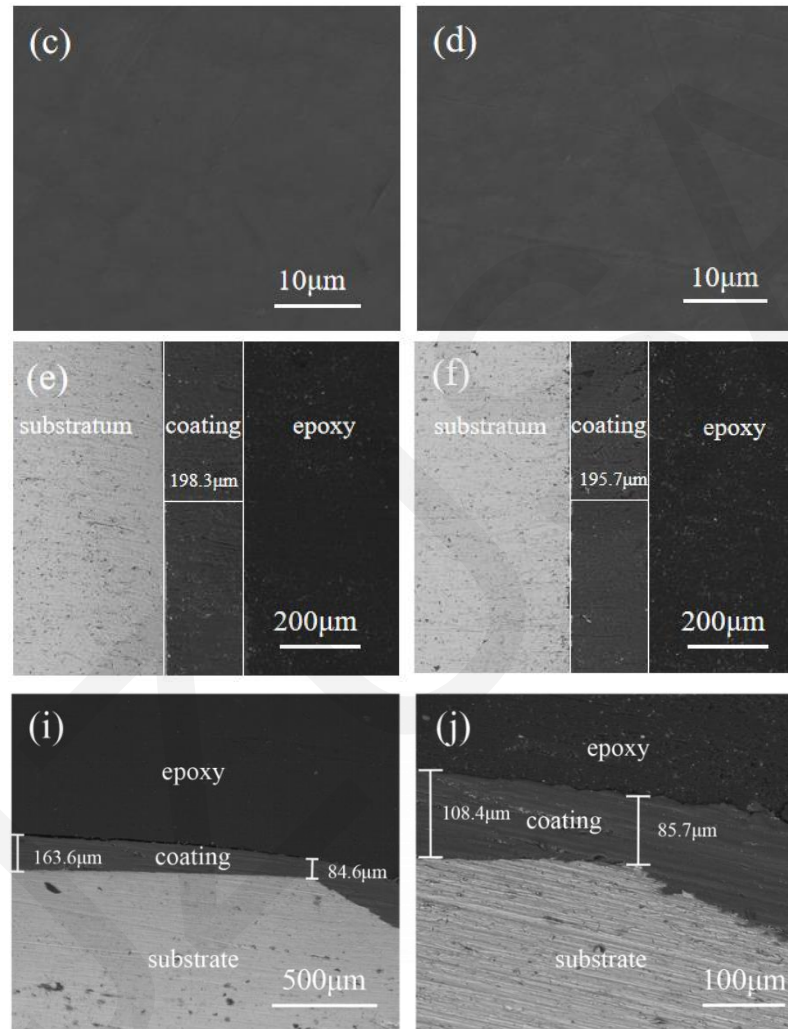 (c)
10μm
(d)
10μm
(e)
substratum
coating
epoxy
198.3μm
200μm
(f)
substratum
coating
epoxy
195.7μm
200μm
(i)
epoxy
163.6μm
coating
84.6μm
substrate
500μm
(j)
epoxy
108.4μm
coating
85.7μm
substrate
100μm